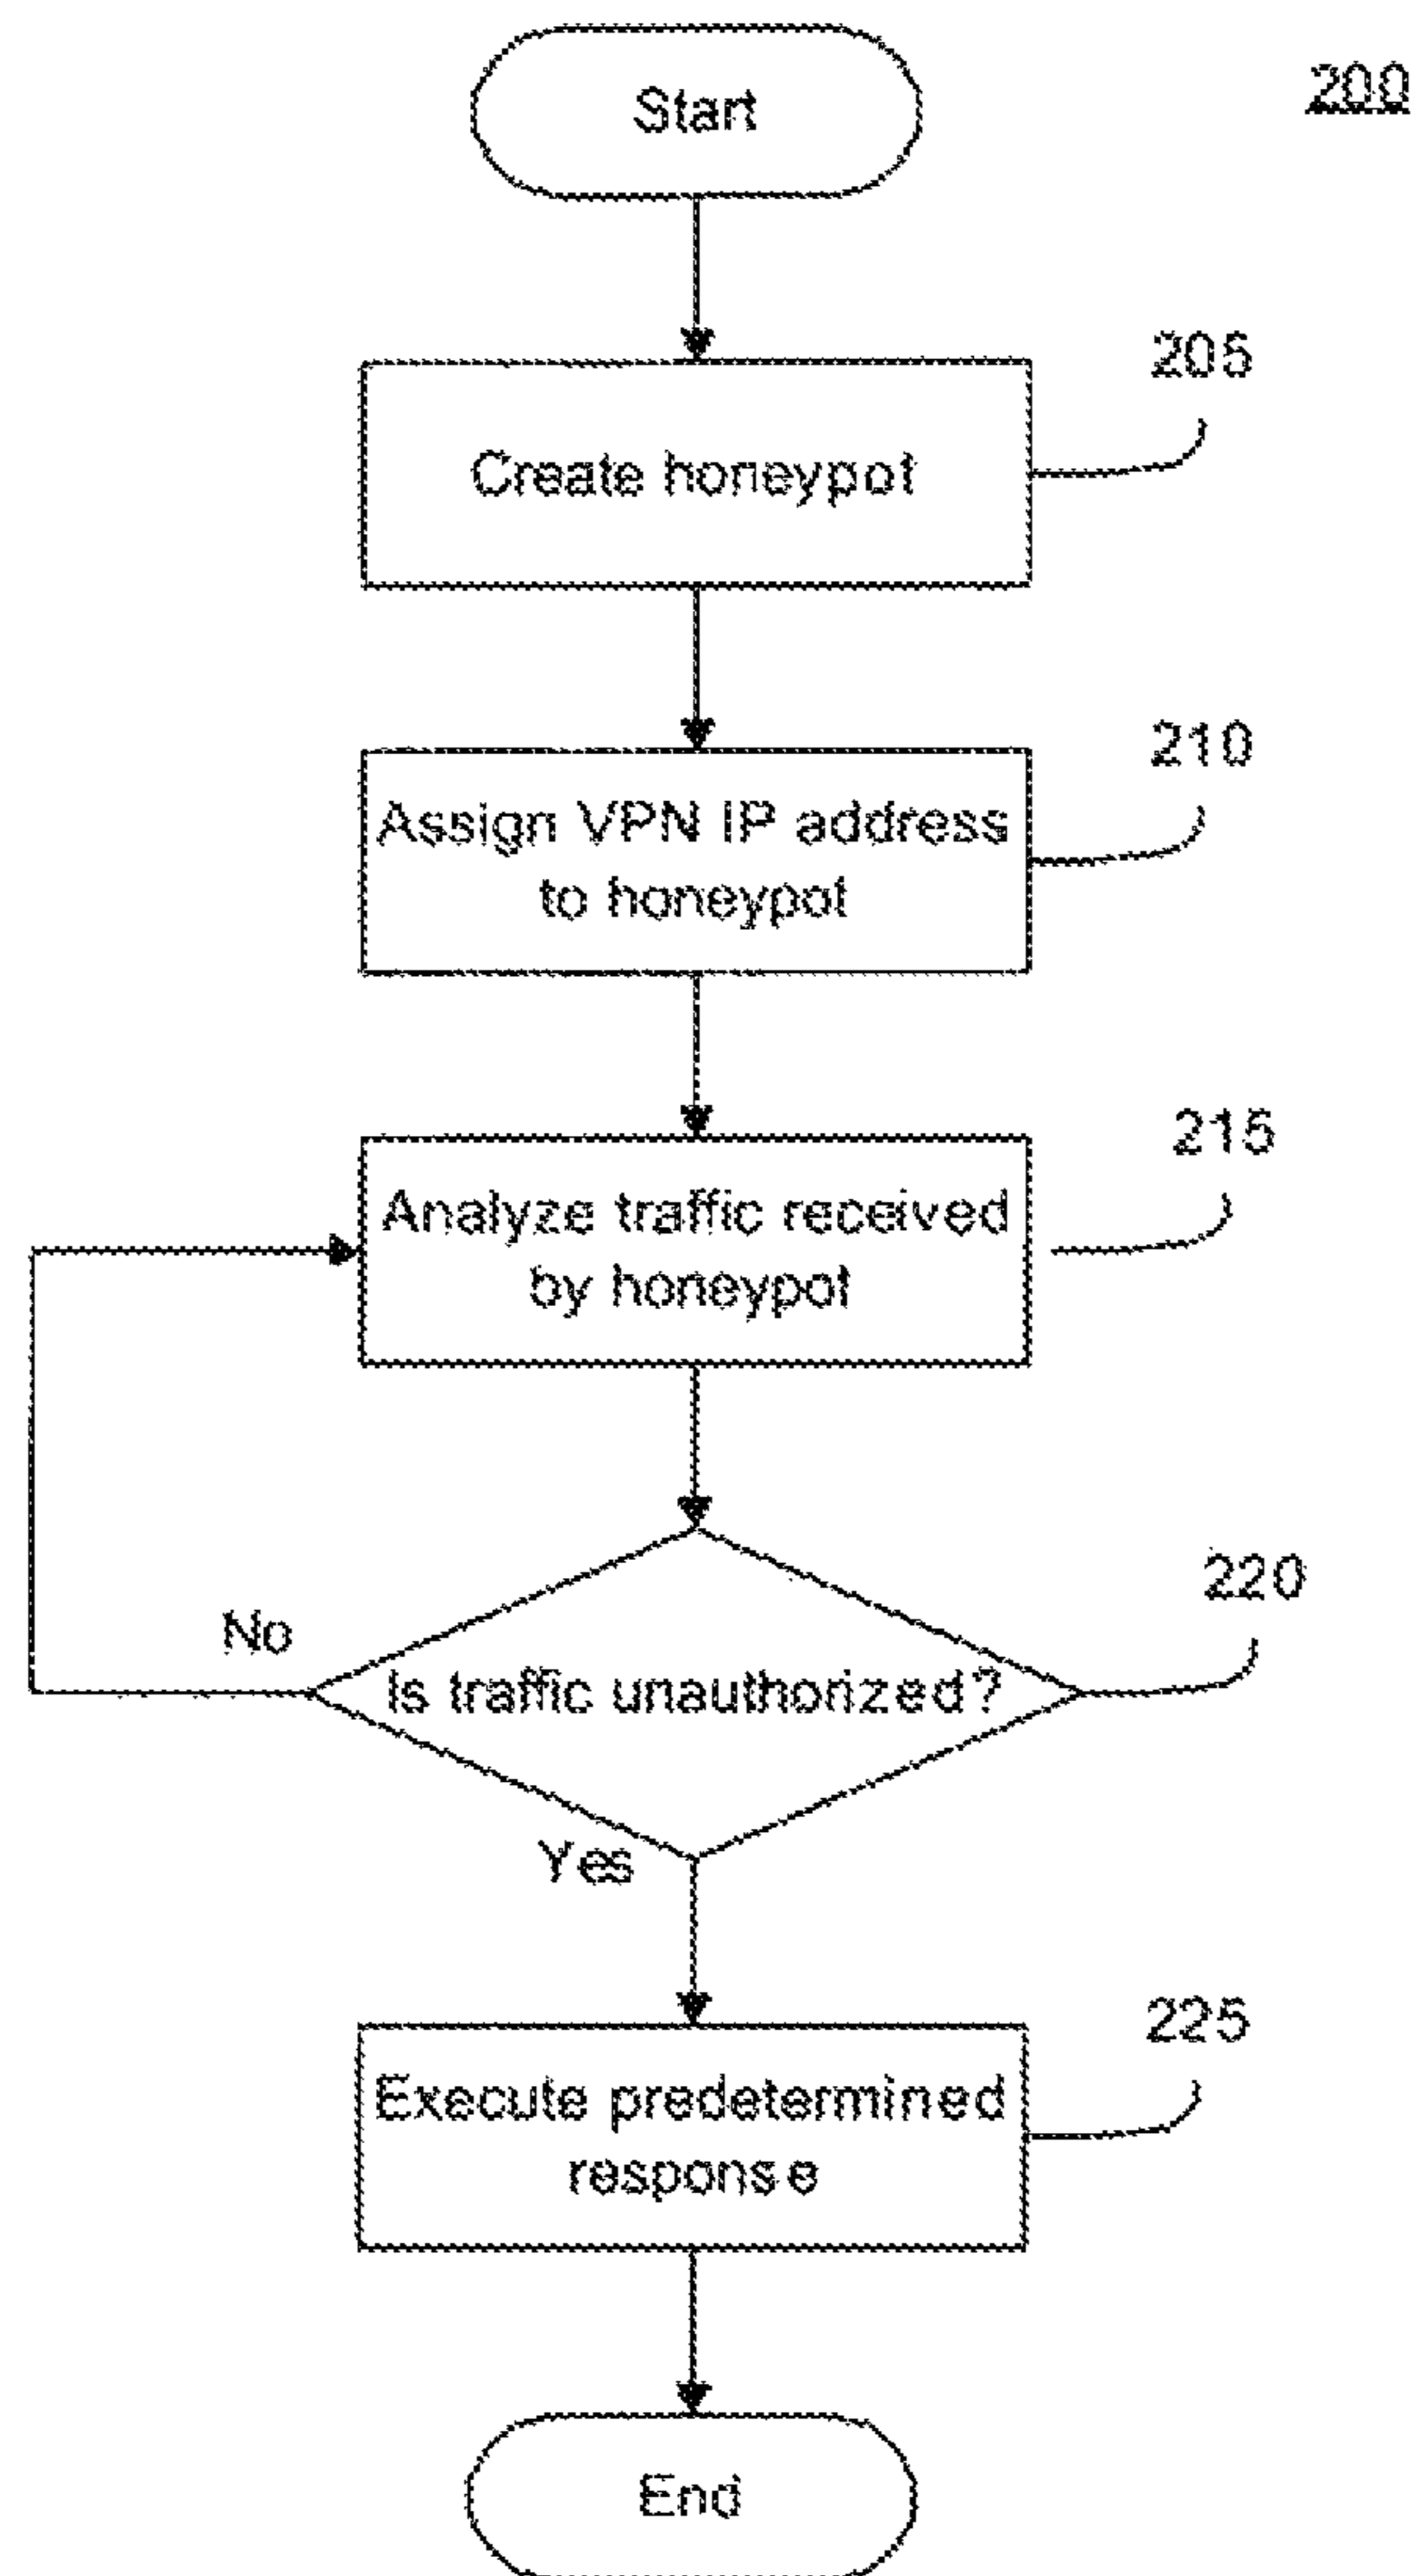 Start
200
205
Create honeypot
210
Assign VPN IP address
to honeypot
215
Analyze traffic received
by honeypot
220
No
Is traffic unauthorized?
Yes
225
Execute predetermined
response
End